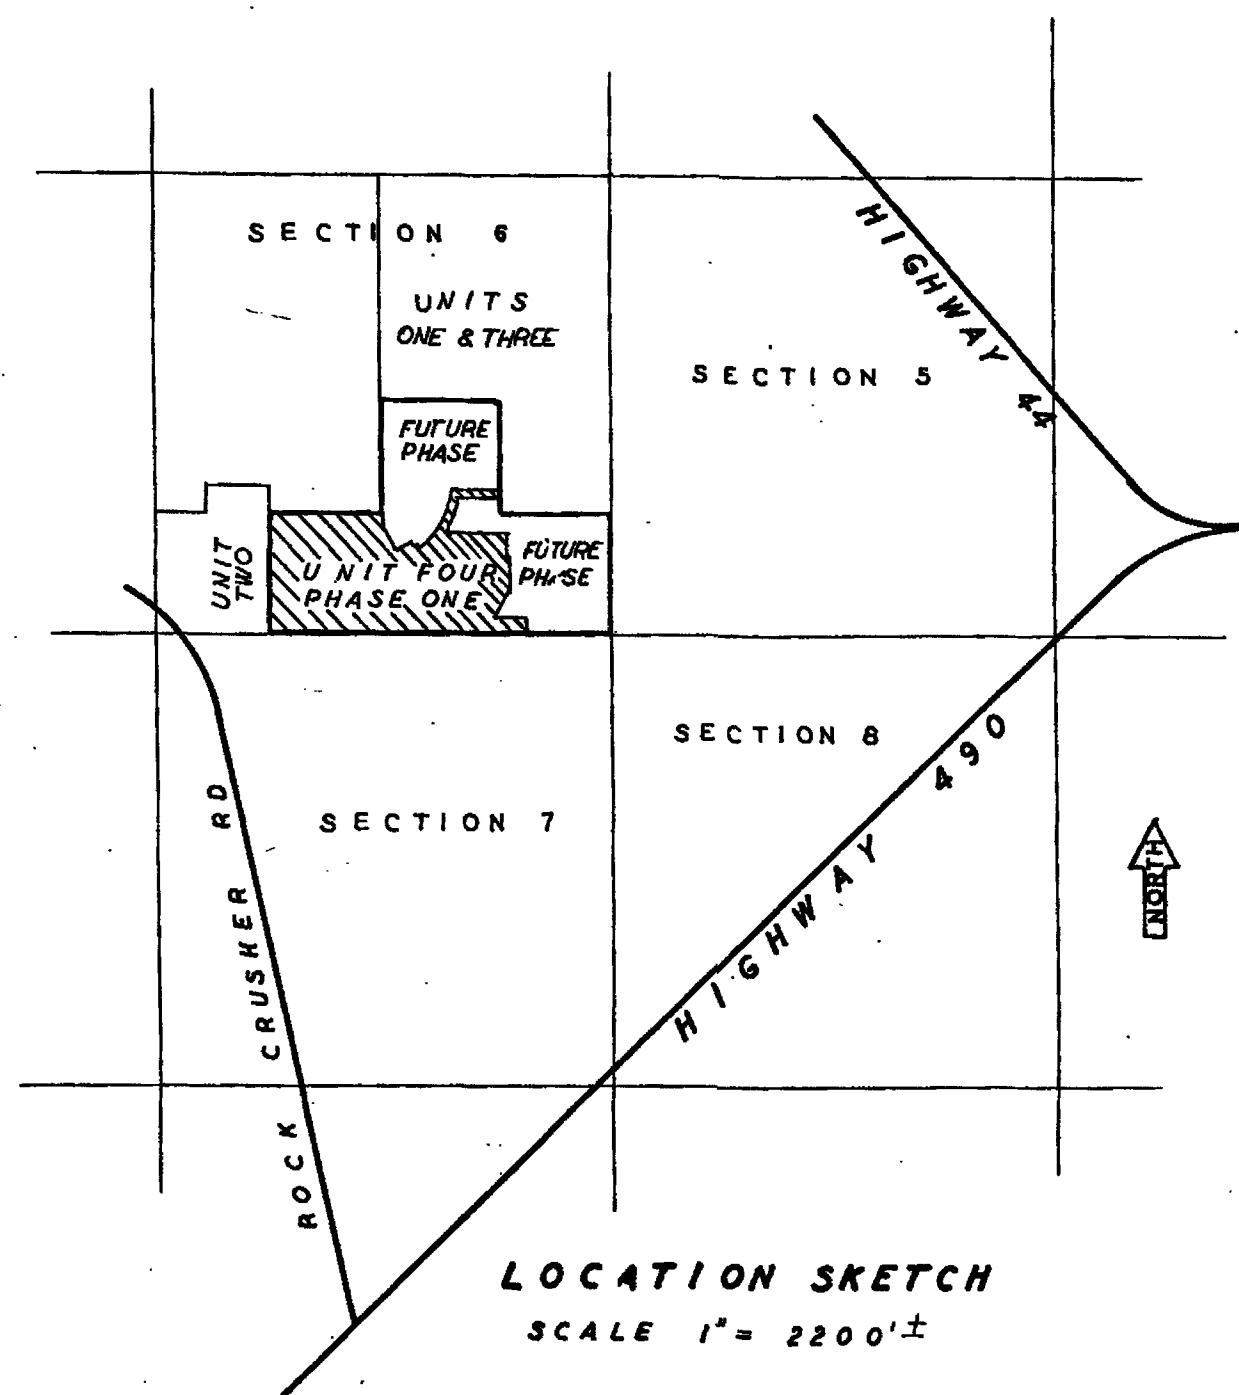 SECTION 6
UNITS
ONE & THREE
HIGHWAY 44
SECTION 5
FUTURE
PHASE
UNIT
TWO
UNIT FOUR
PHASE ONE
FUTURE
PHASE
SECTION 8
HIGHWAY 490
SECTION 7
ROCK CRUSHER RD
NORTH
LOCATION SKETCH
SCALE 1" = 2200'±